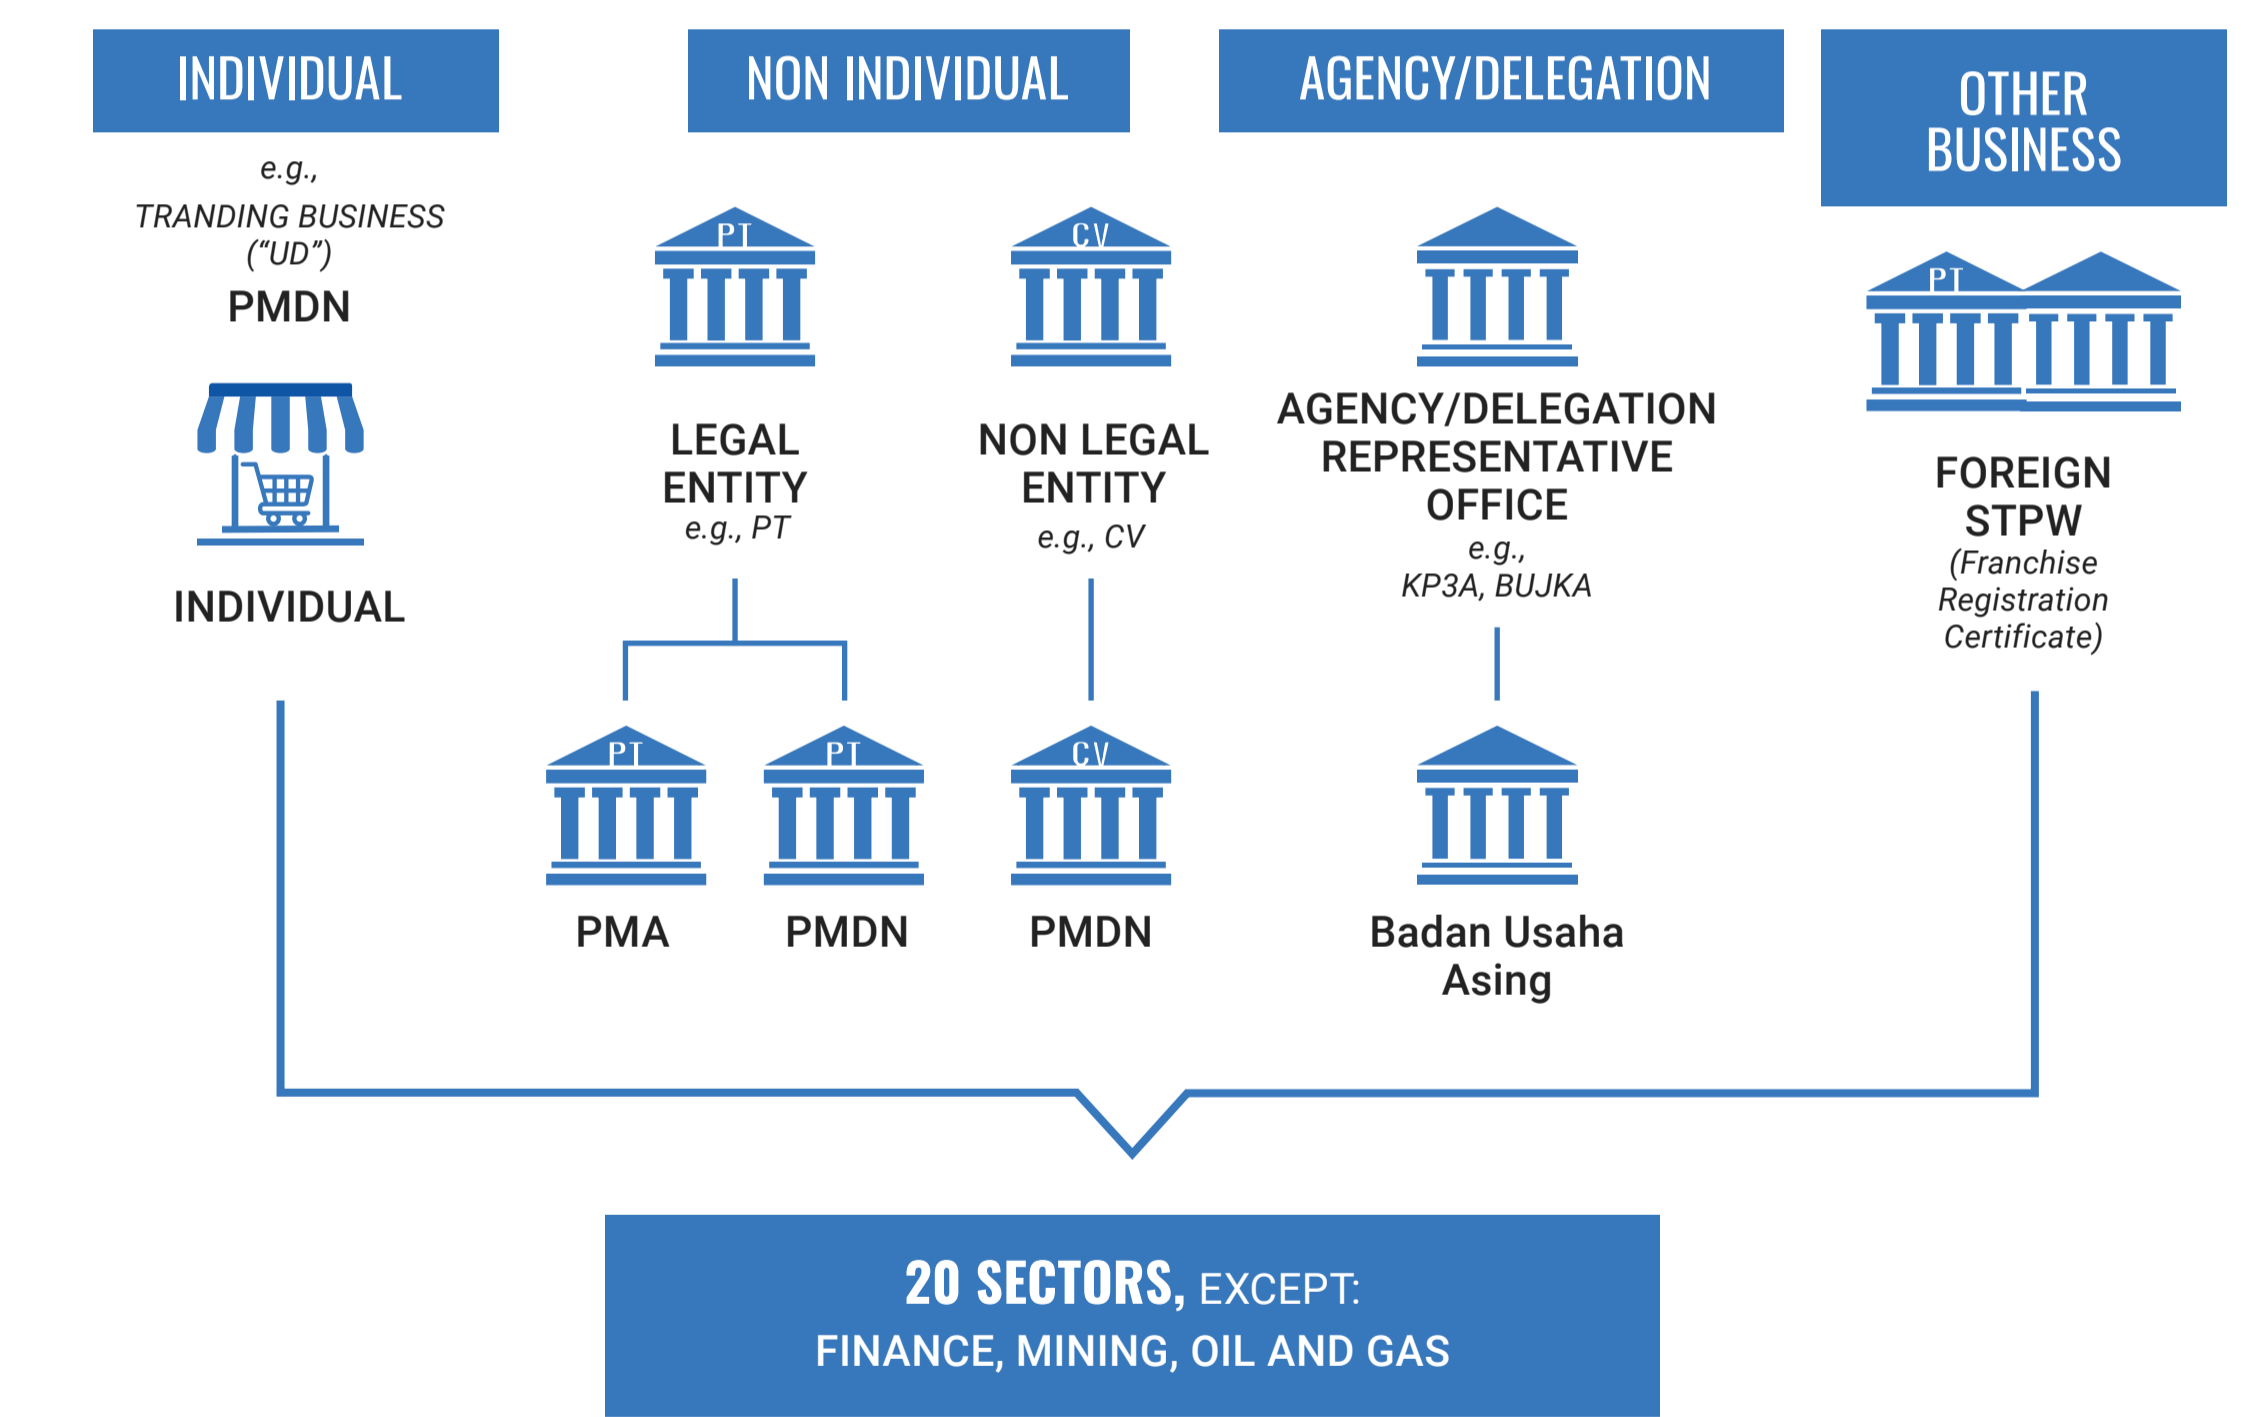 INDIVIDUAL
e.g.,
TRANDING BUSINESS
(“UD”)
PMDN
INDIVIDUAL
NON INDIVIDUAL
PT
LEGAL
ENTITY
e.g., PT
CV
NON LEGAL
ENTITY
e.g., CV
PT
PMA
PT
PMDN
CV
PMDN
AGENCY/DELEGATION
AGENCY/DELEGATION
REPRESENTATIVE
OFFICE
e.g.,
KP3A, BUJKA
Badan Usaha
Asing
OTHER
BUSINESS
PT
FOREIGN
STPW
(Franchise
Registration
Certificate)
20 SECTORS, EXCEPT:
FINANCE, MINING, OIL AND GAS